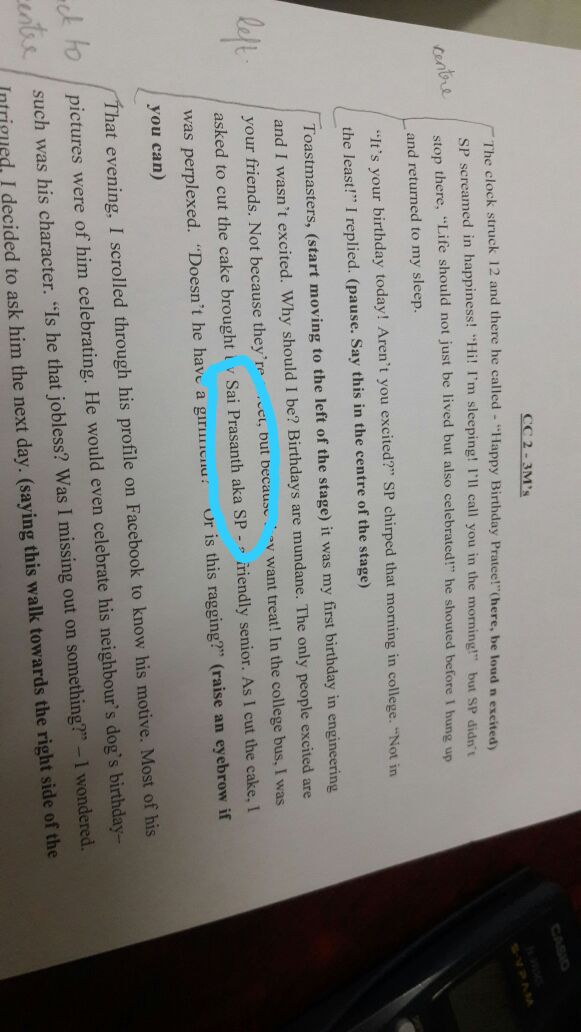 centre
left.
ck to
centre
CC 2 - 3M's
The clock struck 12 and there he called - "Happy Birthday Pratee!"(here, be loud n excited)
SP screamed in happiness! "Hi! I'm sleeping! I'll call you in the morning!" but SP didn't
stop there. "Life should not just be lived but also celebrated!" he shouted before I hung up
and returned to my sleep.
"It's your birthday today! Aren't you excited?" SP chirped that morning in college. "Not in
the least!" I replied. (pause. Say this in the centre of the stage)
Toastmasters, (start moving to the left of the stage) it was my first birthday in engineering
and I wasn't excited. Why should I be? Birthdays are mundane. The only people excited are
your friends. Not because they're but because want treat! In the college bus, I was
asked to cut the cake brought by Sai Prasanth aka SP - friendly senior. As I cut the cake, I
was perplexed. "Doesn't he have a girlfriend? Or is this ragging?" (raise an eyebrow if
you can)
That evening, I scrolled through his profile on Facebook to know his motive. Most of his
pictures were of him celebrating. He would even celebrate his neighbour's dog's birthday–
such was his character. "Is he that jobless? Was I missing out on something?" – I wondered.
Intrigued, I decided to ask him the next day. (saying this walk towards the right side of the
CASIO
S-V.P.A.M.